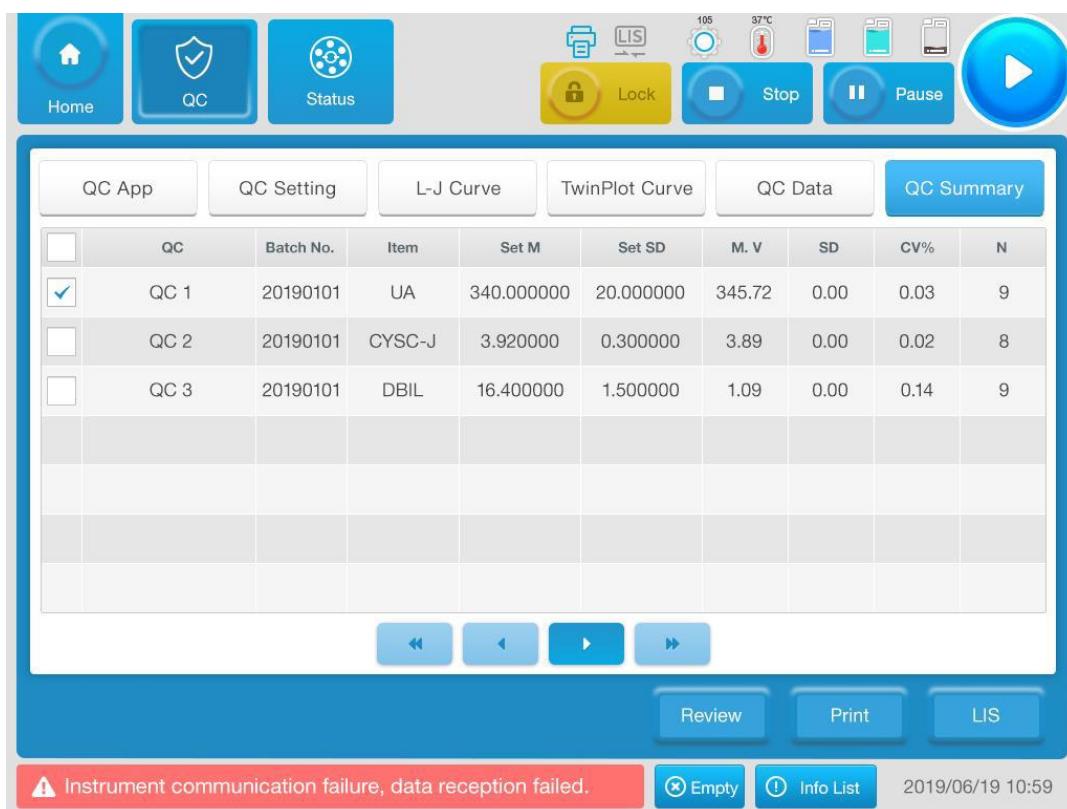 105 37°C
LIS
Home QC Status Lock Stop Pause
QC App QC Setting L-J Curve TwinPlot Curve QC Data QC Summary
QC Batch No. Item Set M Set SD M. V SD CV% N
QC 1 20190101 UA 340.000000 20.000000 345.72 0.00 0.03 9
QC 2 20190101 CYSC-J 3.920000 0.300000 3.89 0.00 0.02 8
QC 3 20190101 DBIL 16.400000 1.500000 1.09 0.00 0.14 9
Review Print LIS
Instrument communication failure, data reception failed. Empty Info List 2019/06/19 10:59